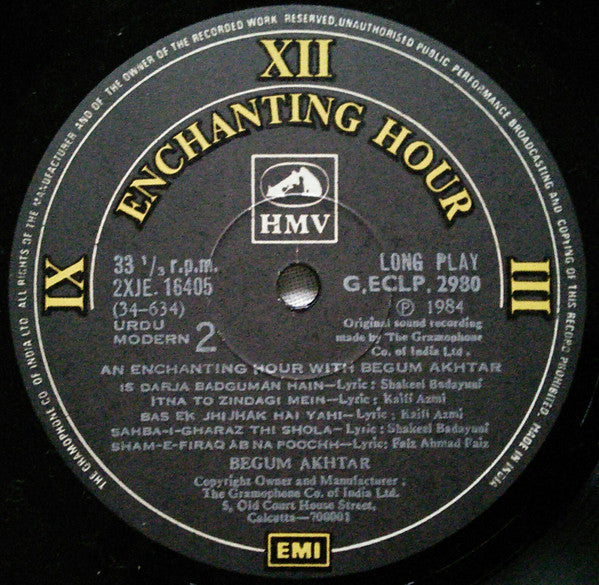 THE GRAMOPHONE CO OF INDIA LTD ALL RIGHTS OF THE MANUFACTURER AND OF THE OWNER OF THE RECORDED WORK RESERVED, UNAUTHORISED PUBLIC PERFORMANCE BROADCASTING AND COPYING OF THIS RECORD PROHIBITED. MADE IN INDIA
XII
ENCHANTING HOUR
HMV
IX
III
33 1/3 r.p.m.
LONG PLAY
2XJE. 16405
G.ECLP. 2980
(34-634)
℗ 1984
URDU
MODERN 2
Original sound recording
made by The Gramophone
Co. of India Ltd.
AN ENCHANTING HOUR WITH BEGUM AKHTAR
IS DARJA BADGUMAN HAIN—Lyric: Shakeel Badayuni
ITNA TO ZINDAGI MEIN—Lyric: Kaifi Azmi
BAS EK JHIJHAK HAI YAHI—Lyric: Kaifi Azmi
SAHBA-I-GHARAZ THI SHOLA—Lyric: Shakeel Badayuni
SHAM-E-FIRAQ AB NA POOCHH—Lyric: Faiz Ahmad Faiz
BEGUM AKHTAR
Copyright Owner and Manufacturer.
The Gramophone Co. of India Ltd.
5, Old Court House Street,
Calcutta—700001
EMI